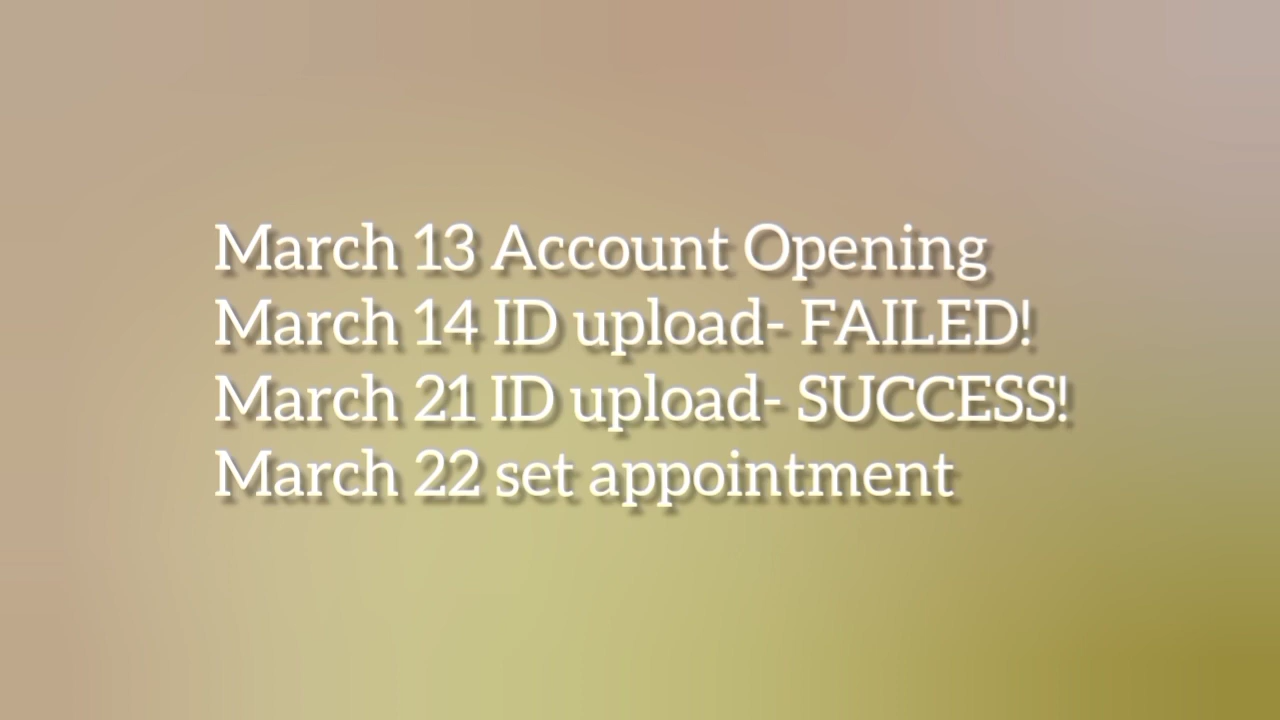 March 13 Account Opening
March 14 ID upload- FAILED!
March 21 ID upload- SUCCESS!
March 22 set appointment